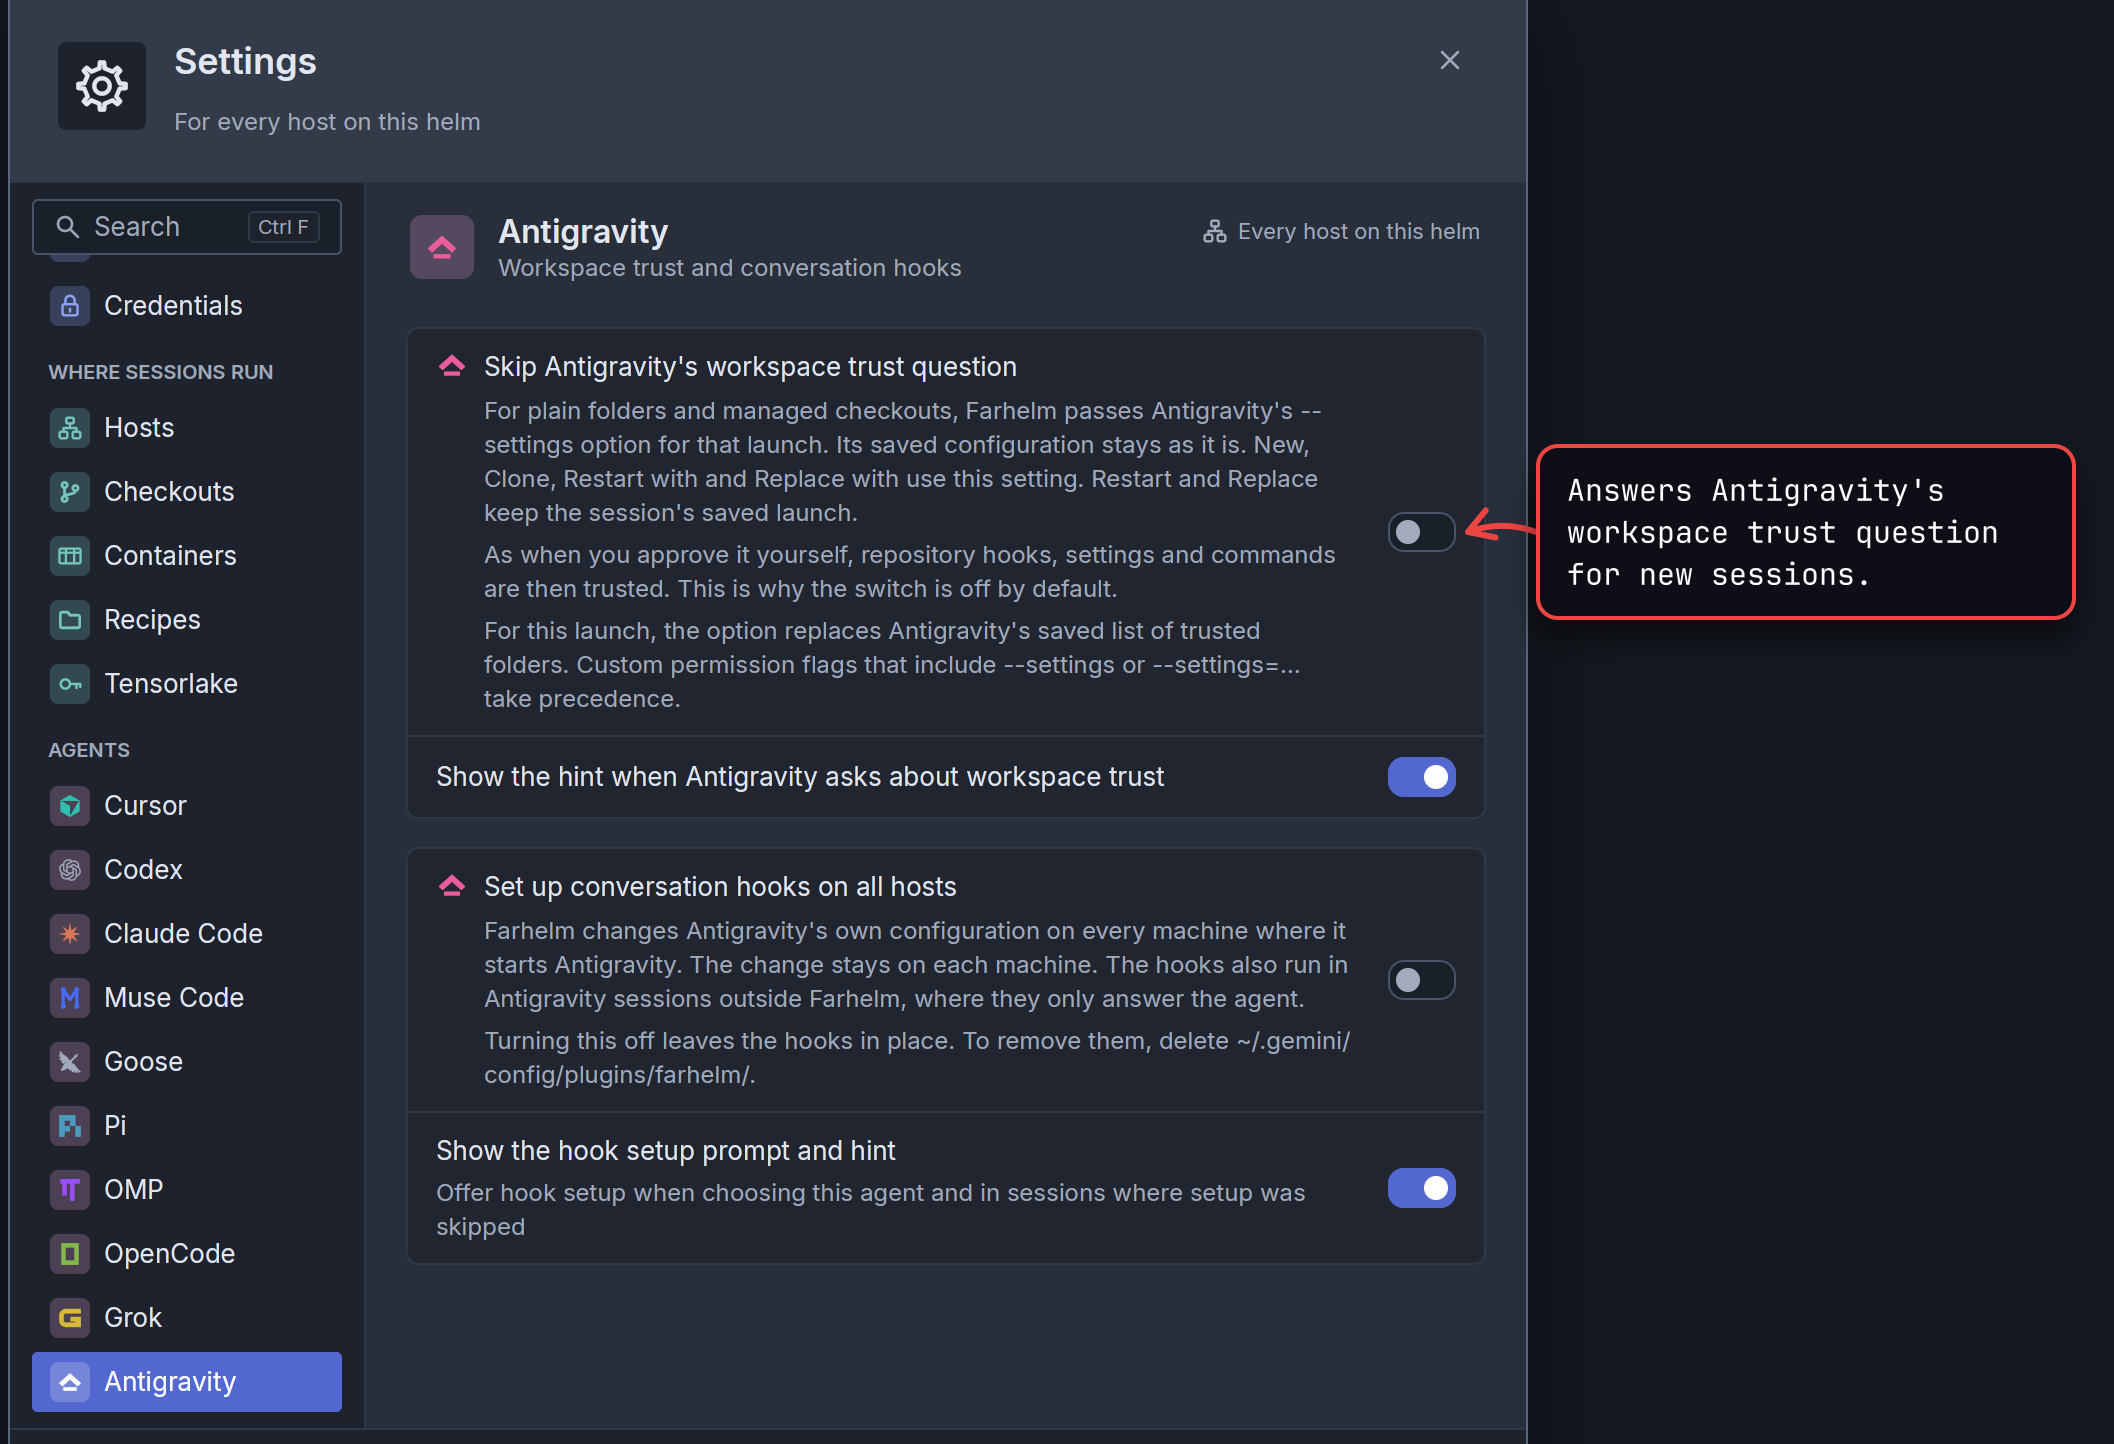 Settings
For every host on this helm
Search
Ctrl F
Credentials
WHERE SESSIONS RUN
Hosts
Checkouts
Containers
Recipes
Tensorlake
AGENTS
Cursor
Codex
Claude Code
Muse Code
Goose
Pi
OMP
OpenCode
Grok
Antigravity
Antigravity
Workspace trust and conversation hooks
Every host on this helm
Skip Antigravity's workspace trust question
For plain folders and managed checkouts, Farhelm passes Antigravity's --
settings option for that launch. Its saved configuration stays as it is. New,
Clone, Restart with and Replace with use this setting. Restart and Replace
keep the session's saved launch.
As when you approve it yourself, repository hooks, settings and commands
are then trusted. This is why the switch is off by default.
For this launch, the option replaces Antigravity's saved list of trusted
folders. Custom permission flags that include --settings or --settings=...
take precedence.
Show the hint when Antigravity asks about workspace trust
Set up conversation hooks on all hosts
Farhelm changes Antigravity's own configuration on every machine where it
starts Antigravity. The change stays on each machine. The hooks also run in
Antigravity sessions outside Farhelm, where they only answer the agent.
Turning this off leaves the hooks in place. To remove them, delete ~/.gemini/
config/plugins/farhelm/.
Show the hook setup prompt and hint
Offer hook setup when choosing this agent and in sessions where setup was
skipped
Answers Antigravity's
workspace trust question
for new sessions.